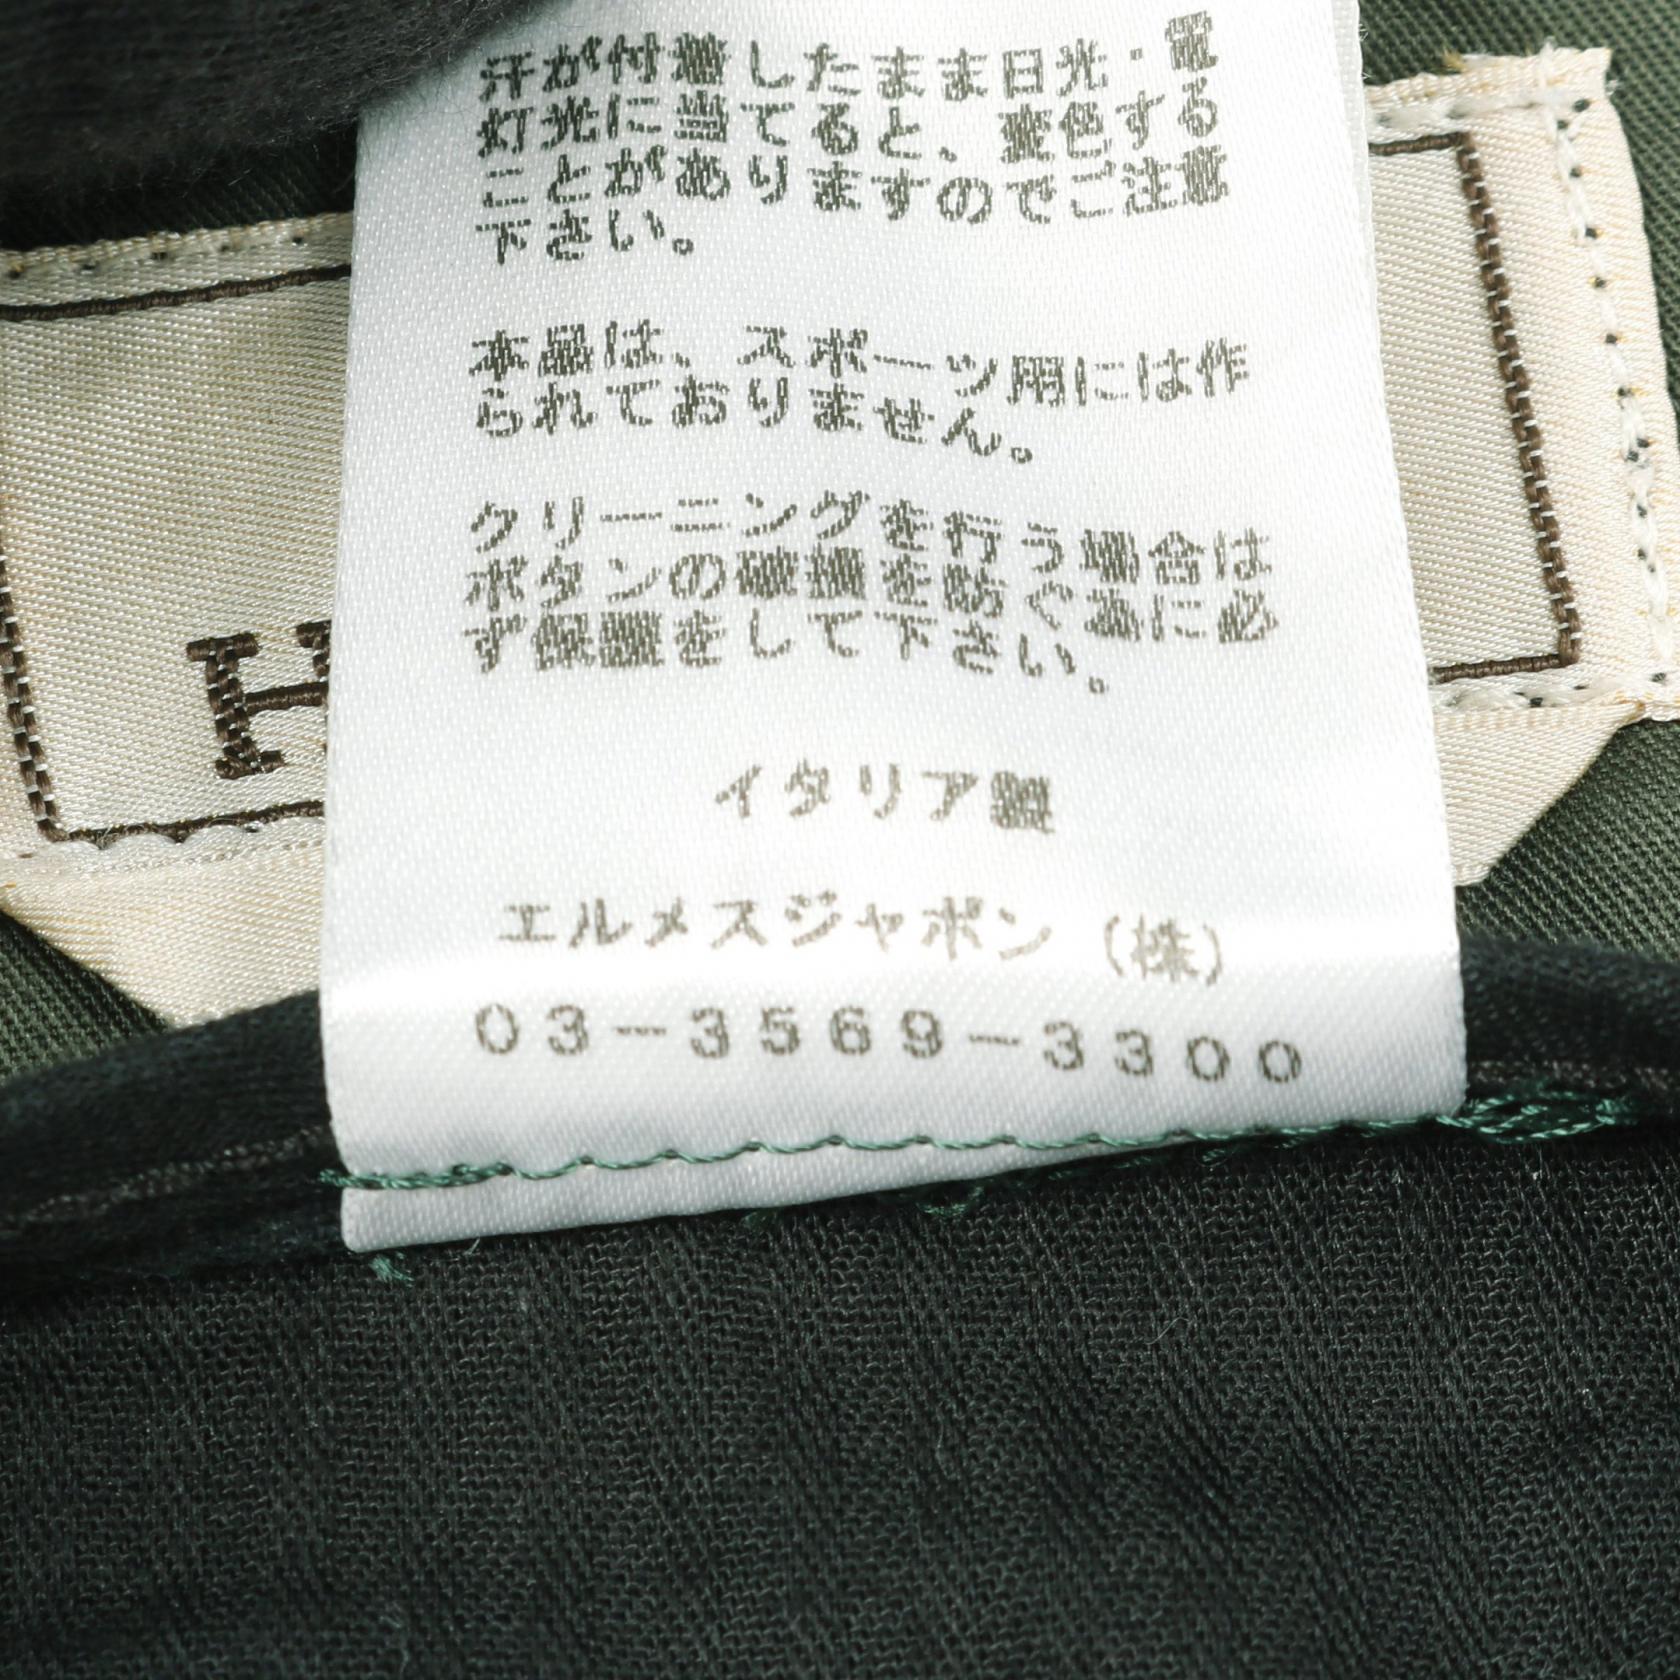 汗が付着したまま日光・電
灯光に当てると、変色する
ことがありますのでご注意
下さい。
本品は、スポーツ用には作
られておりません。
クリーニングを行う場合は
ボタンの破損を防ぐ為に必
ず保護をして下さい。
イタリア製
エルメスジャポン（株）
03-3569-3300
H